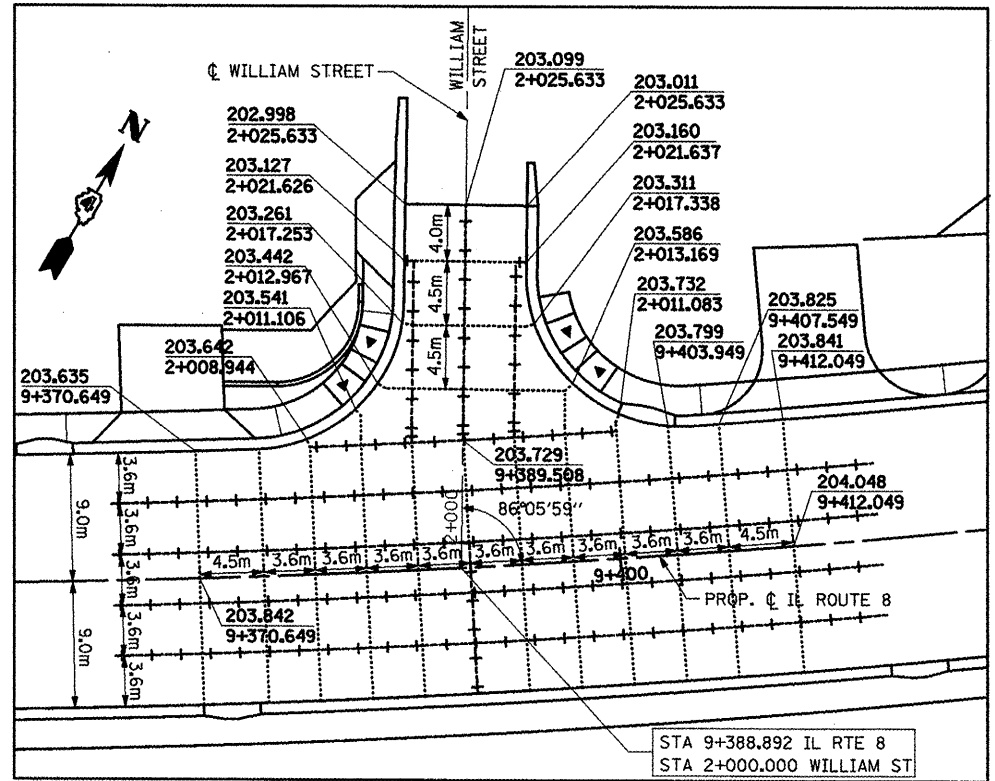 WILLIAM
STREET
℄ WILLIAM STREET
203.099
2+025.633
203.011
2+025.633
202.998
2+025.633
203.160
2+021.637
203.127
2+021.626
203.311
2+017.338
203.261
2+017.253
203.586
2+013.169
203.442
2+012.967
203.732
2+011.083
203.541
2+011.106
203.825
9+407.549
203.799
9+403.949
203.841
9+412.049
203.642
2+008.944
203.635
9+370.649
N
4.0m
4.5m
4.5m
203.729
9+389.508
204.048
9+412.049
2+000
86°05'59"
3.6m
3.6m
3.6m
3.6m
3.6m
9.0m
9.0m
4.5m
3.6m
3.6m
3.6m
3.6m
3.6m
3.6m
3.6m
3.6m
3.6m
4.5m
9+400
PROP. ℄ IL ROUTE 8
203.842
9+370.649
STA 9+388.892 IL RTE 8
STA 2+000.000 WILLIAM ST